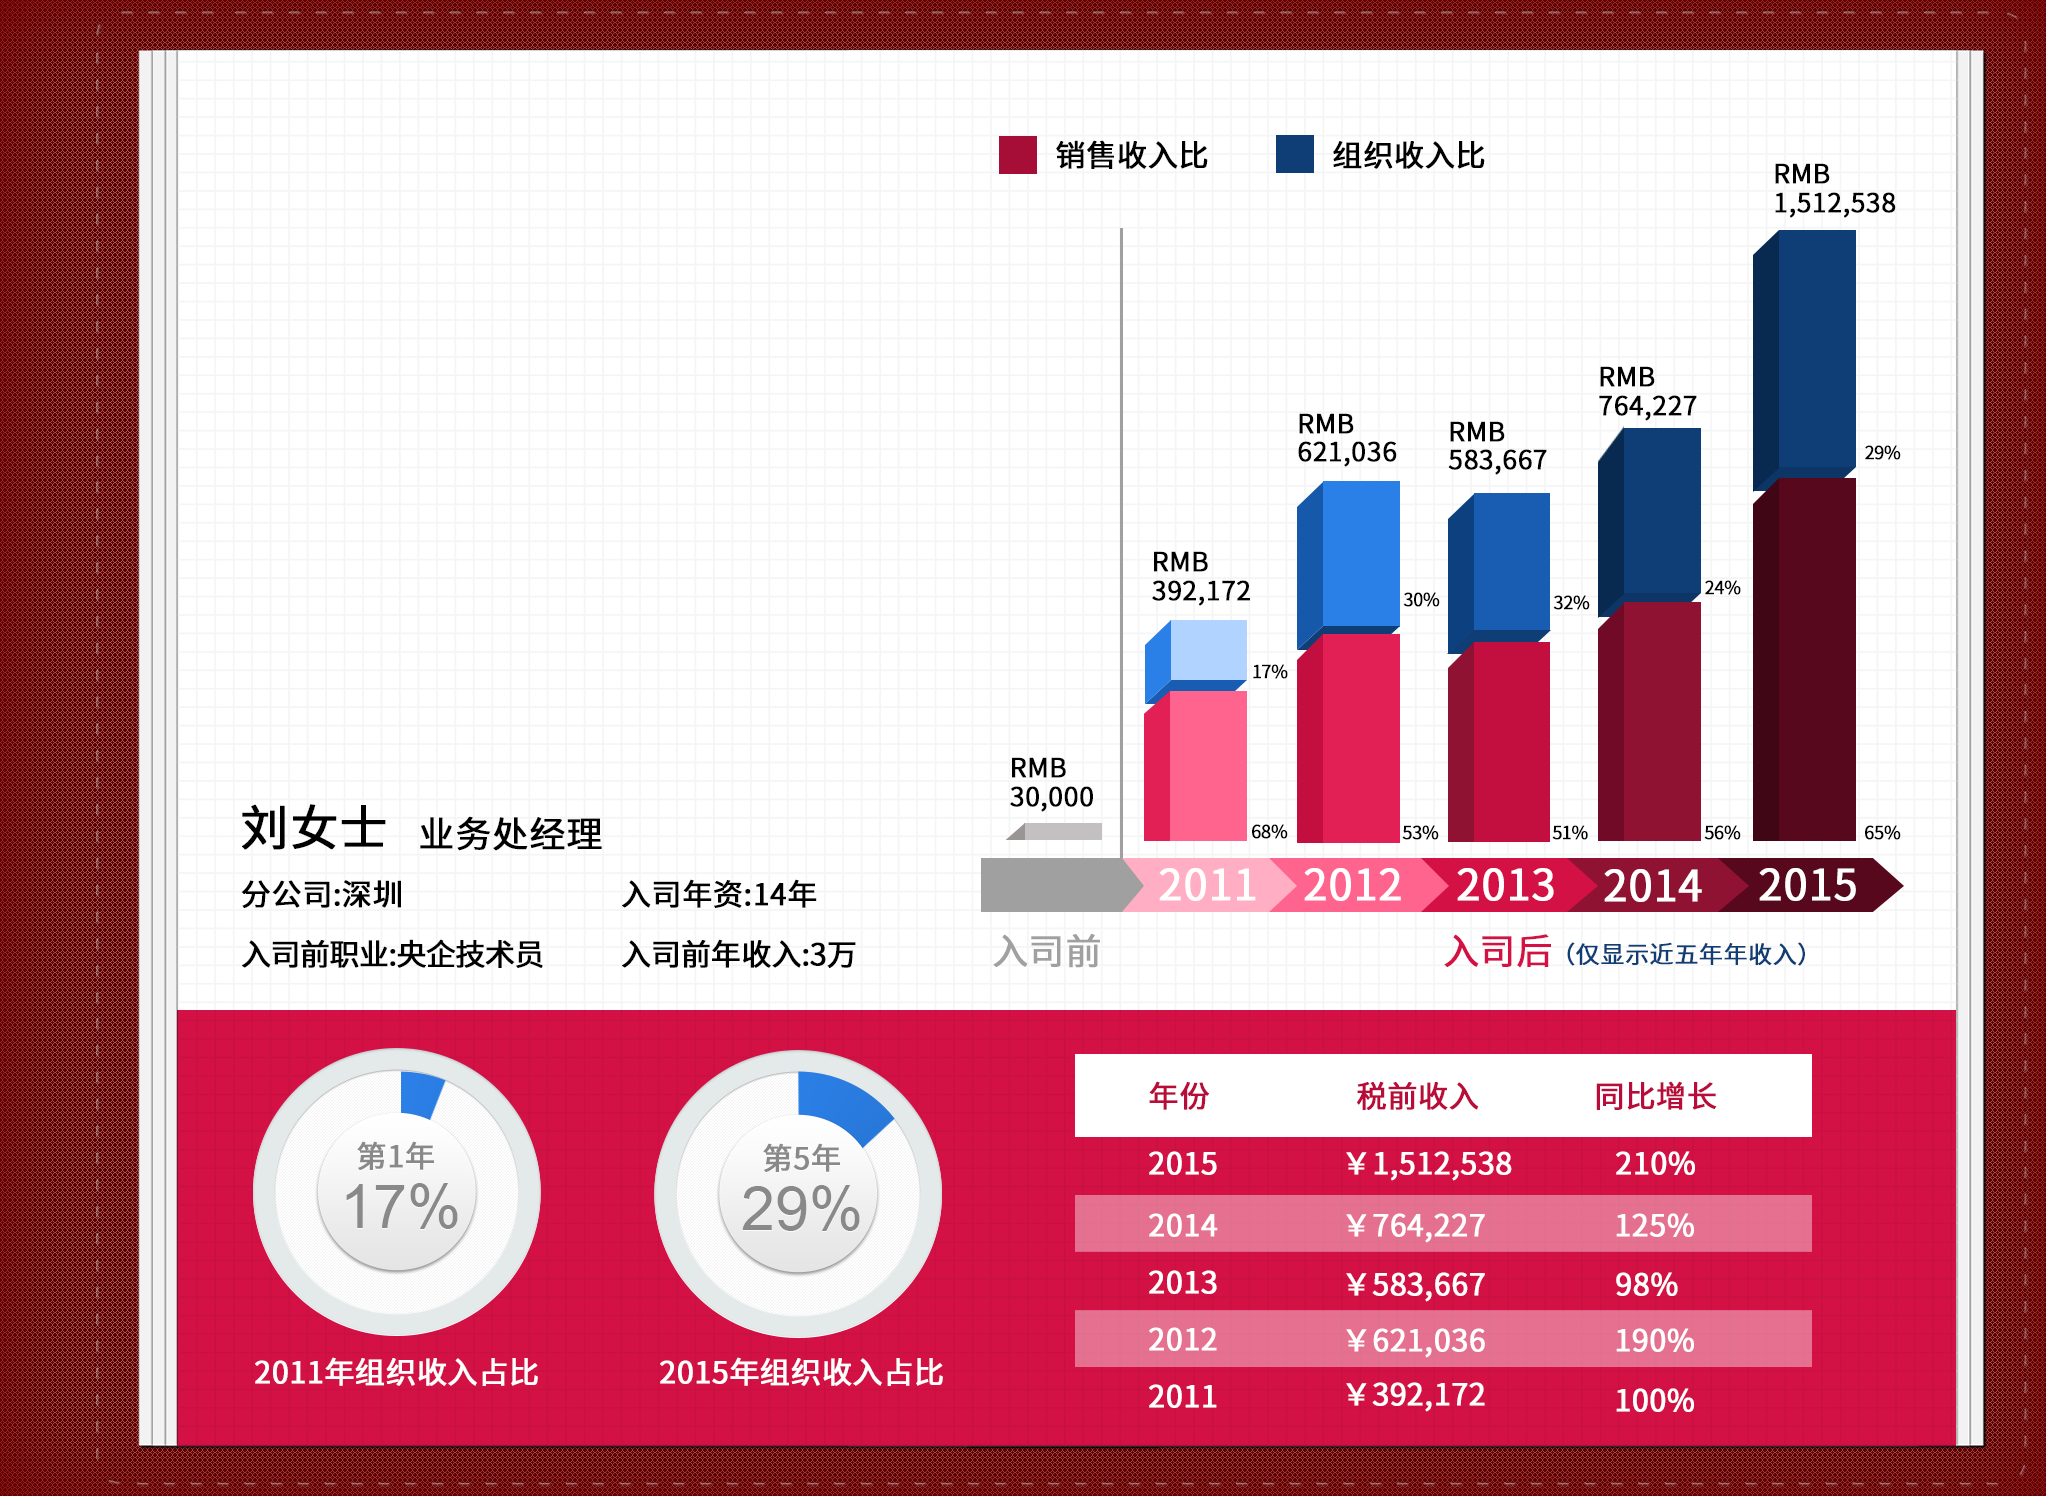 销售收入比
组织收入比
RMB
1,512,538
RMB
764,227
RMB
621,036
RMB
583,667
29%
RMB
392,172
24%
30%
32%
17%
RMB
30,000
68%
53%
51%
56%
65%
2011
2012
2013
2014
2015
入司前
入司后（仅显示近五年年收入）
刘女士 业务处经理
分公司:深圳
入司年资:14年
入司前职业:央企技术员
入司前年收入:3万
第1年
17%
2011年组织收入占比
第5年
29%
2015年组织收入占比
年份 税前收入 同比增长
2015 ￥1,512,538 210%
2014 ￥764,227 125%
2013 ￥583,667 98%
2012 ￥621,036 190%
2011 ￥392,172 100%